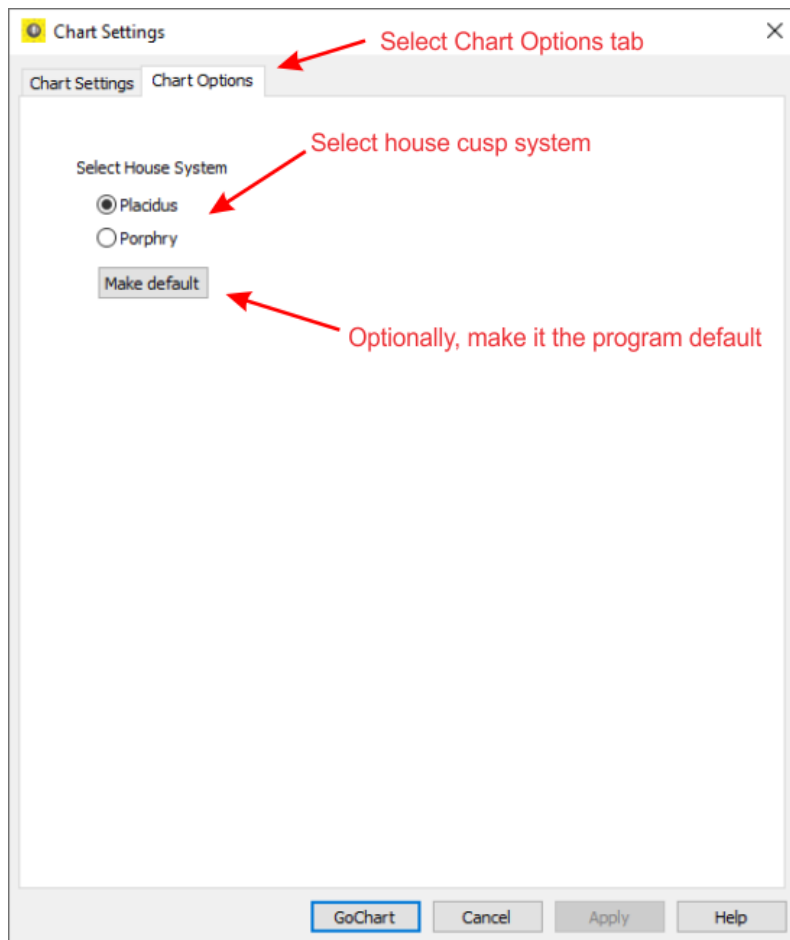 Chart Settings
Select Chart Options tab
Chart Settings
Chart Options
Select house cusp system
Select House System
Placidus
Porphry
Make default
Optionally, make it the program default
GoChart
Cancel
Apply
Help